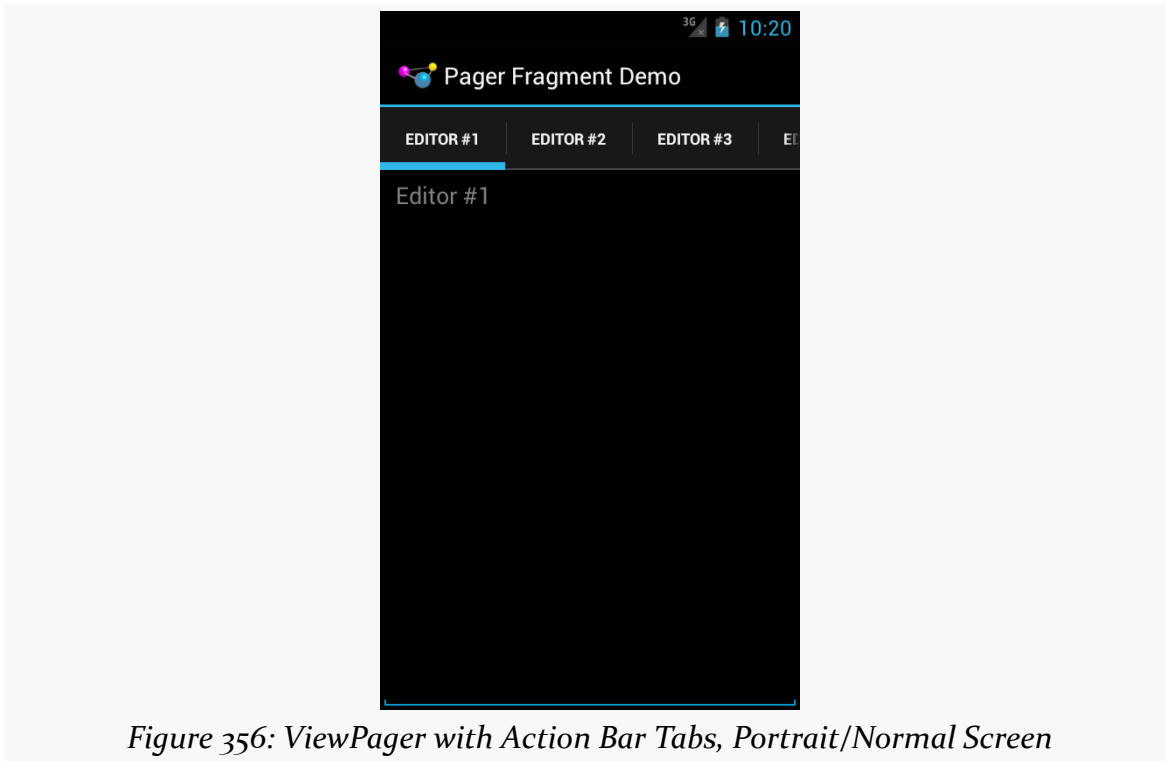 3G 10:20
Pager Fragment Demo
EDITOR #1 EDITOR #2 EDITOR #3
Editor #1
Figure 356: ViewPager with Action Bar Tabs, Portrait/Normal Screen